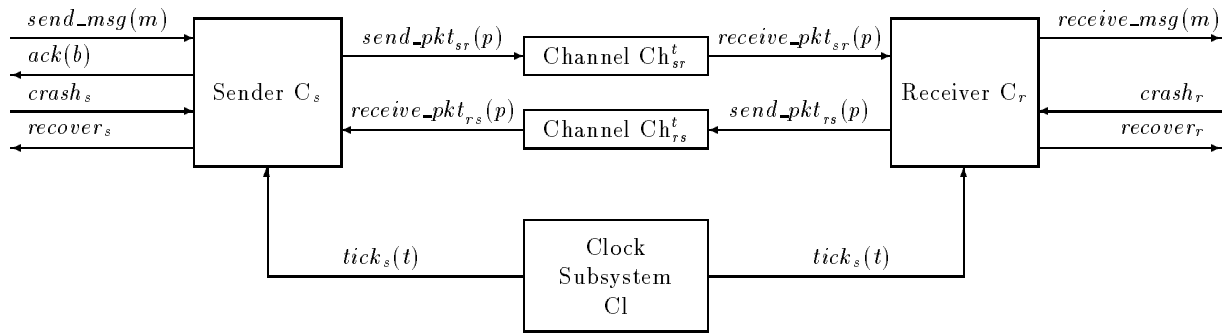 send_msg(m)
ack(b)
crash_s
recover_s
Sender C_s
send_pkt_sr(p)
Channel Ch^t_sr
receive_pkt_sr(p)
receive_pkt_rs(p)
Channel Ch^t_rs
send_pkt_rs(p)
Receiver C_r
receive_msg(m)
crash_r
recover_r
tick_s(t)
Clock
Subsystem
Cl
tick_s(t)